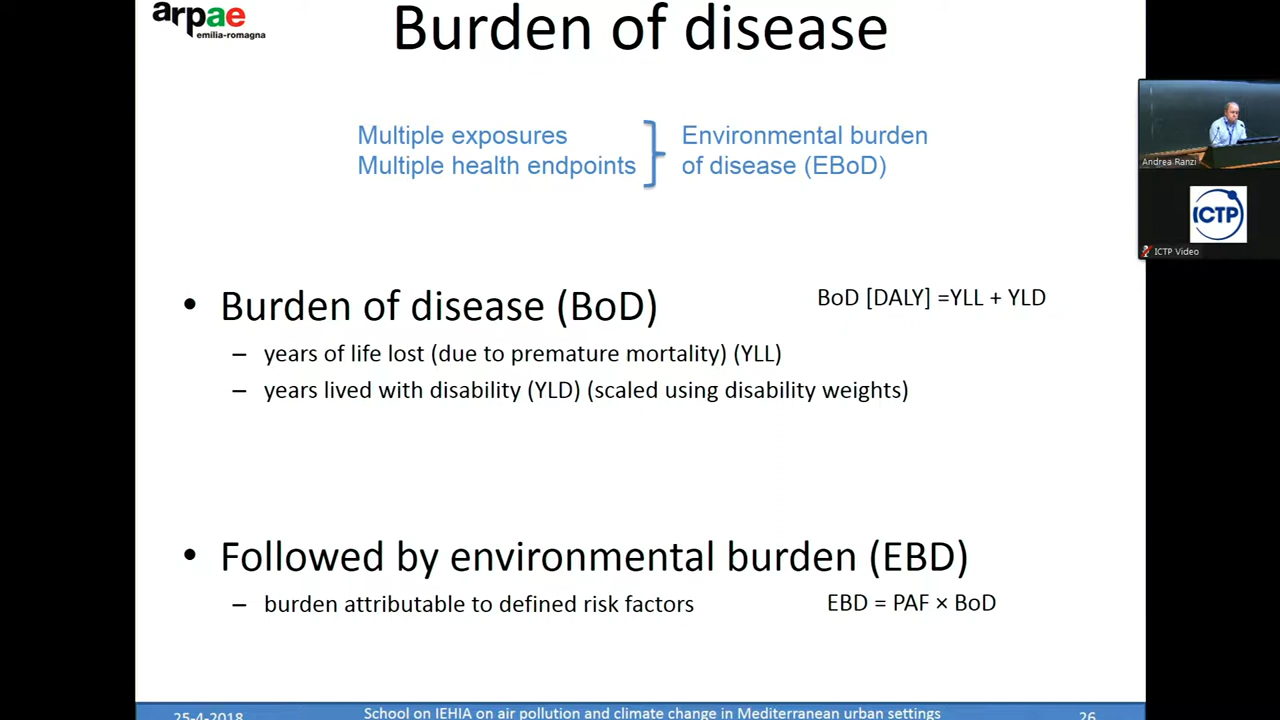 arpae
emilia-romagna
Burden of disease
Multiple exposures
Multiple health endpoints
Environmental burden
of disease (EBoD)
Andrea Ranzi
ICTP
ICTP Video
• Burden of disease (BoD)
BoD [DALY] =YLL + YLD
– years of life lost (due to premature mortality) (YLL)
– years lived with disability (YLD) (scaled using disability weights)
• Followed by environmental burden (EBD)
– burden attributable to defined risk factors
EBD = PAF × BoD
25-4-2018
School on IEHIA on air pollution and climate change in Mediterranean urban settings
26